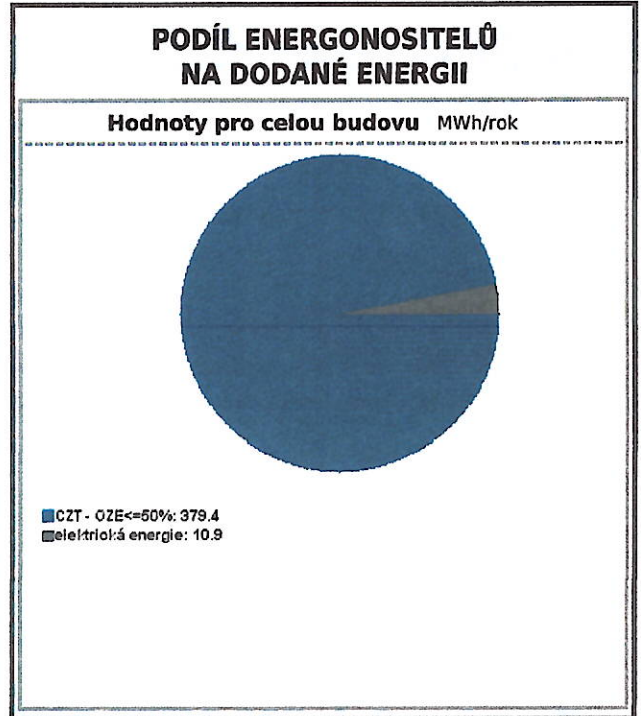 PODÍL ENERGONOSITELŮ
NA DODANÉ ENERGII
Hodnoty pro celou budovu MWh/rok
CZT - OZE<=50%: 379.4
elektrická energie: 10.9